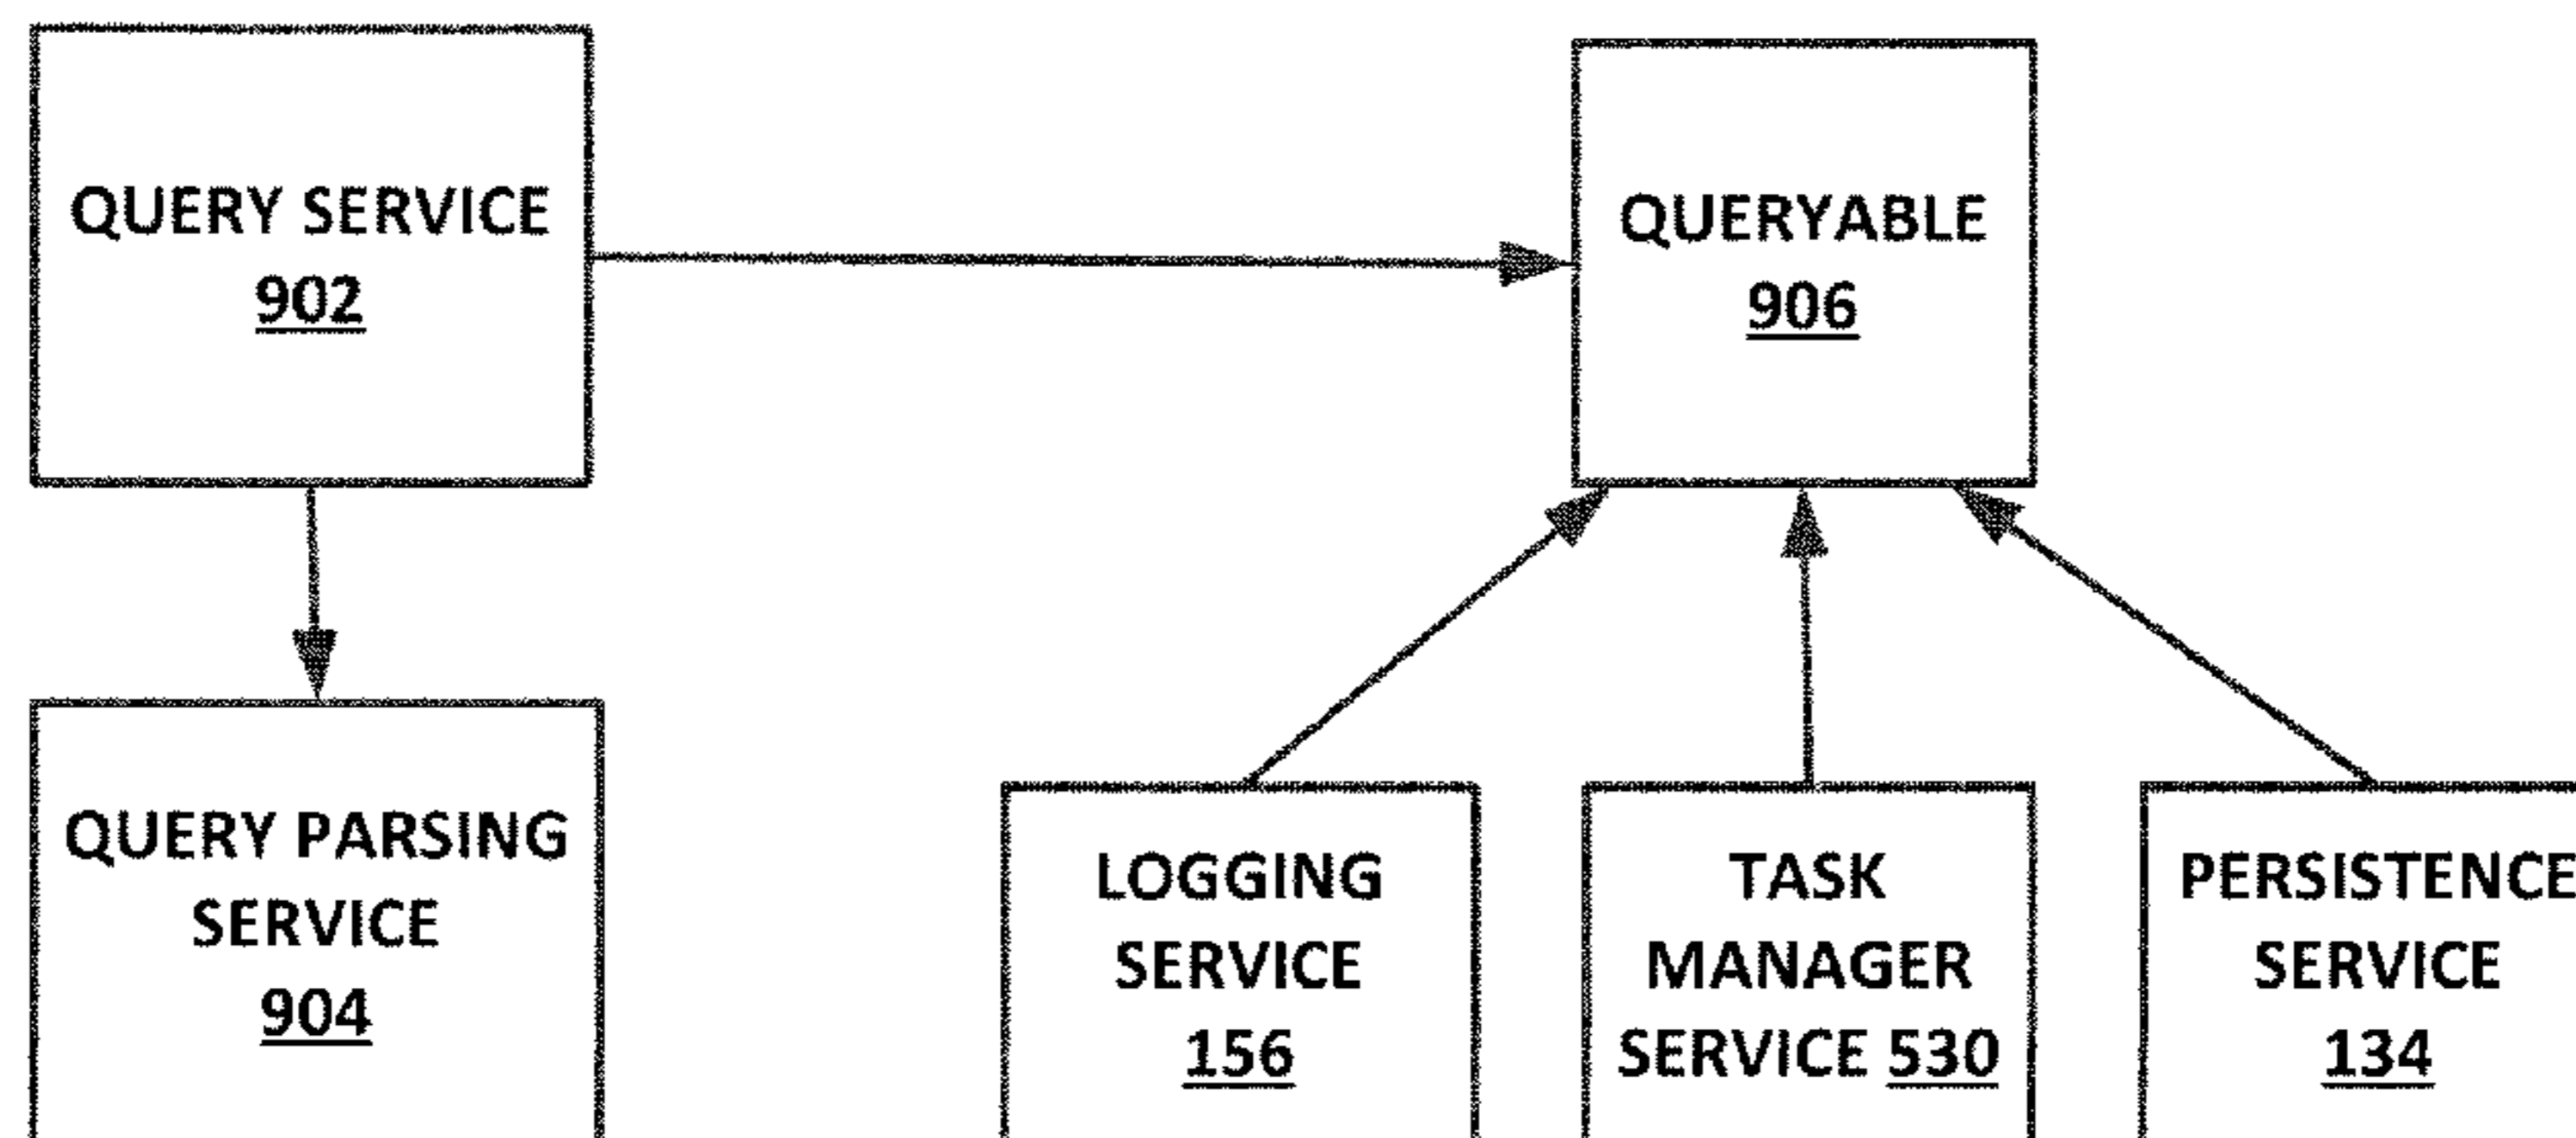 QUERY SERVICE
902
QUERYABLE
906
QUERY PARSING
SERVICE
904
LOGGING
SERVICE
156
TASK
MANAGER
SERVICE 530
PERSISTENCE
SERVICE
134